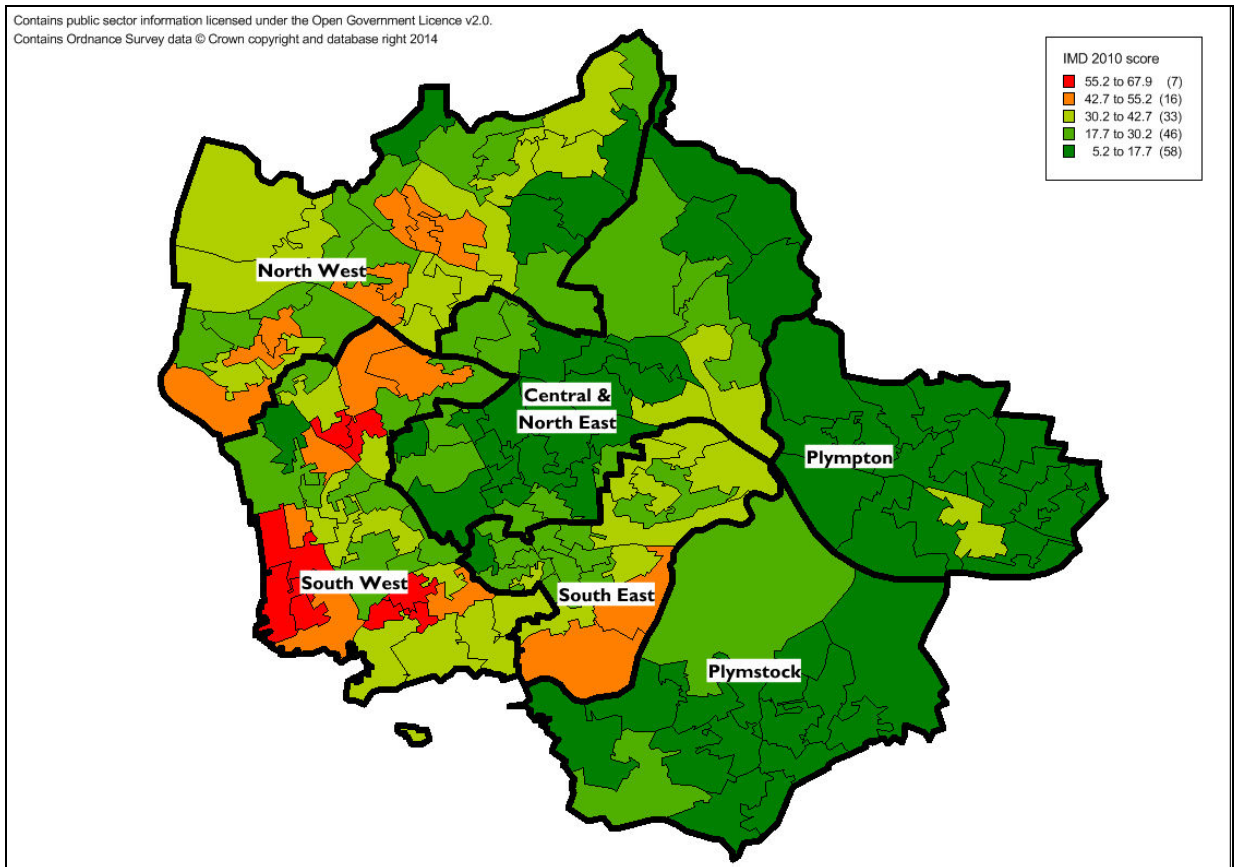 Contains public sector information licensed under the Open Government Licence v2.0.
Contains Ordnance Survey data © Crown copyright and database right 2014
IMD 2010 score
55.2 to 67.9 (7)
42.7 to 55.2 (16)
30.2 to 42.7 (33)
17.7 to 30.2 (46)
5.2 to 17.7 (58)
North West
Central &
North East
Plympton
South West
South East
Plymstock